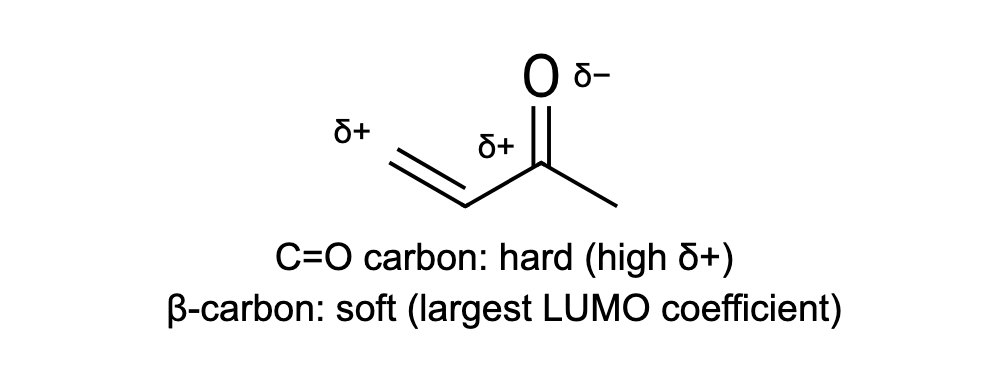 O δ−
δ+
δ+
C=O carbon: hard (high δ+)
β-carbon: soft (largest LUMO coefficient)